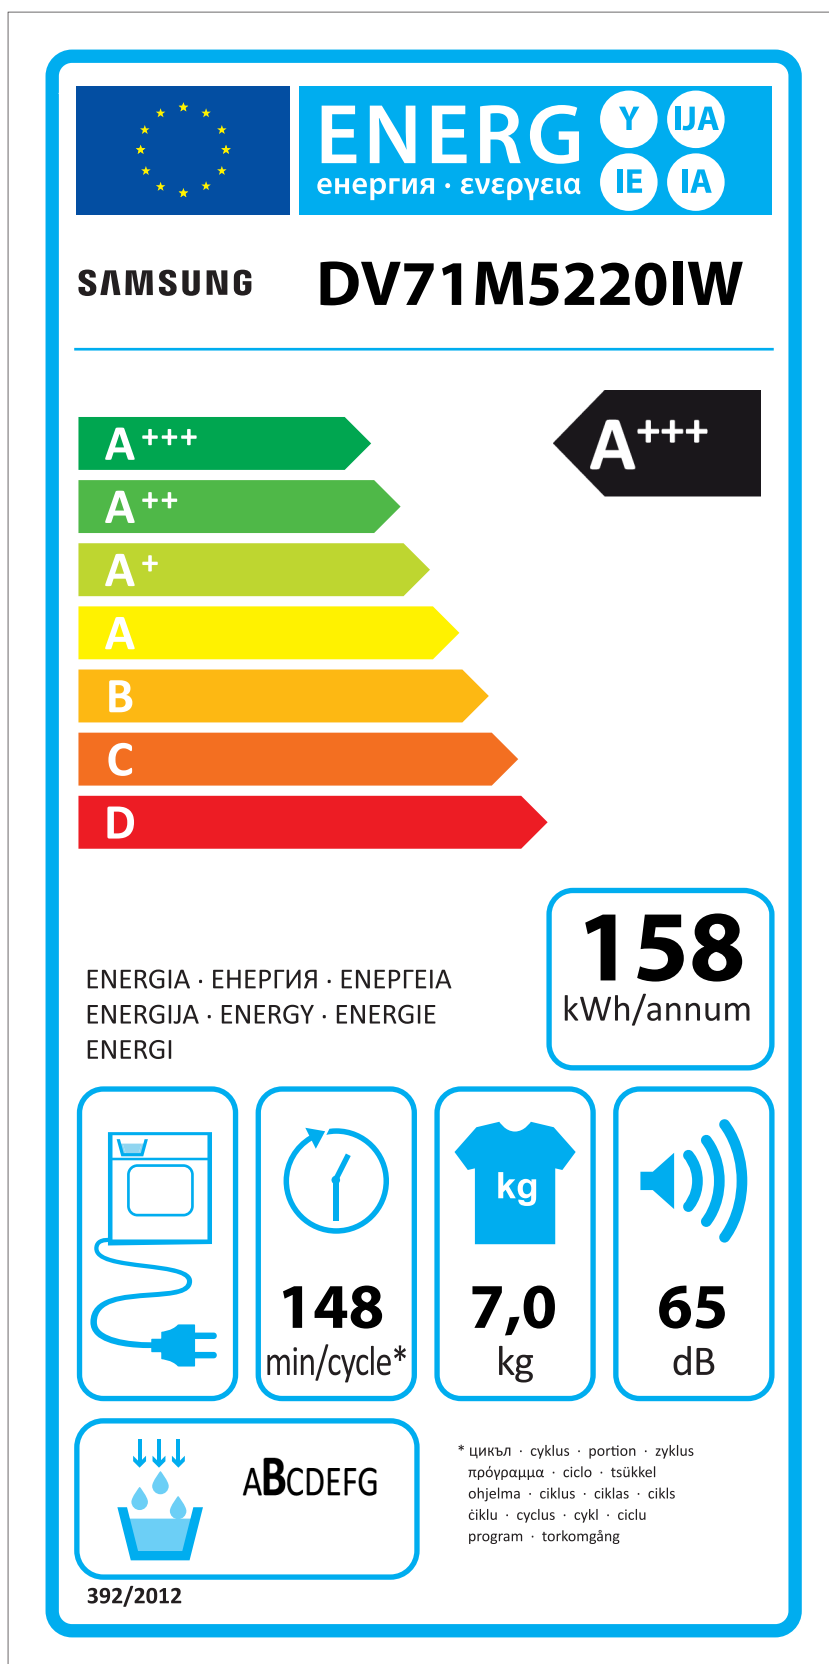 ENERG
Y IJA
енергия · ενεργεια
IE IA
SAMSUNG DV71M5220IW
A+++
A+++
A++
A+
A
B
C
D
158
kWh/annum
ENERGIA · ЕНЕРГИЯ · ΕΝΕΡΓΕΙΑ
ENERGIJA · ENERGY · ENERGIE
ENERGI
148
min/cycle*
kg
7,0
kg
65
dB
ABCDEFG
* цикъл · cyklus · portion · zyklus
πρόγραμμα · ciclo · tsükkel
ohjelma · ciklus · ciklas · cikls
ċiklu · cyclus · cykl · ciclu
program · torkomgång
392/2012